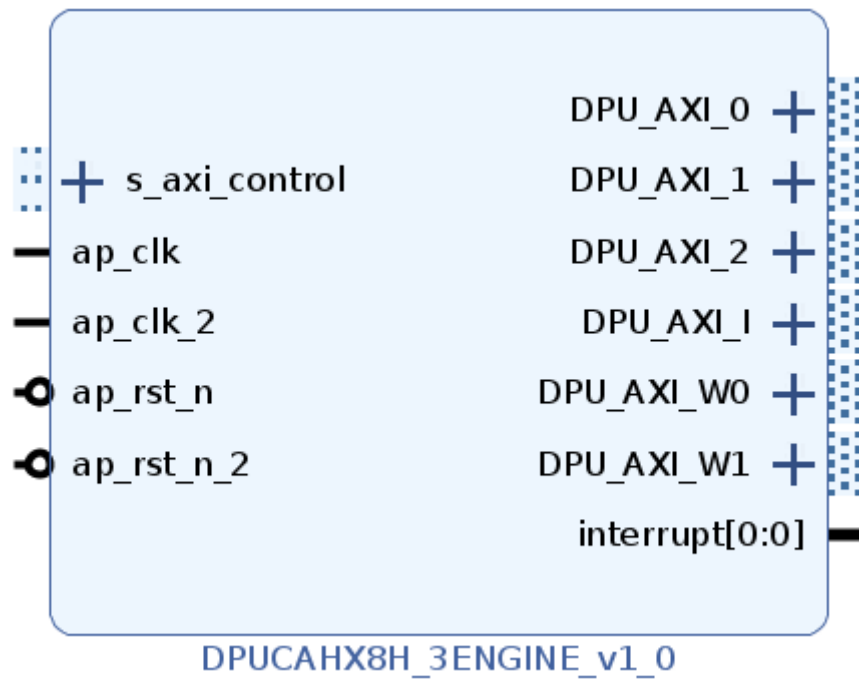 DPU_AXI_0
s_axi_control
DPU_AXI_1
ap_clk
DPU_AXI_2
ap_clk_2
DPU_AXI_I
ap_rst_n
DPU_AXI_W0
ap_rst_n_2
DPU_AXI_W1
interrupt[0:0]
DPUCAHX8H_3ENGINE_v1_0